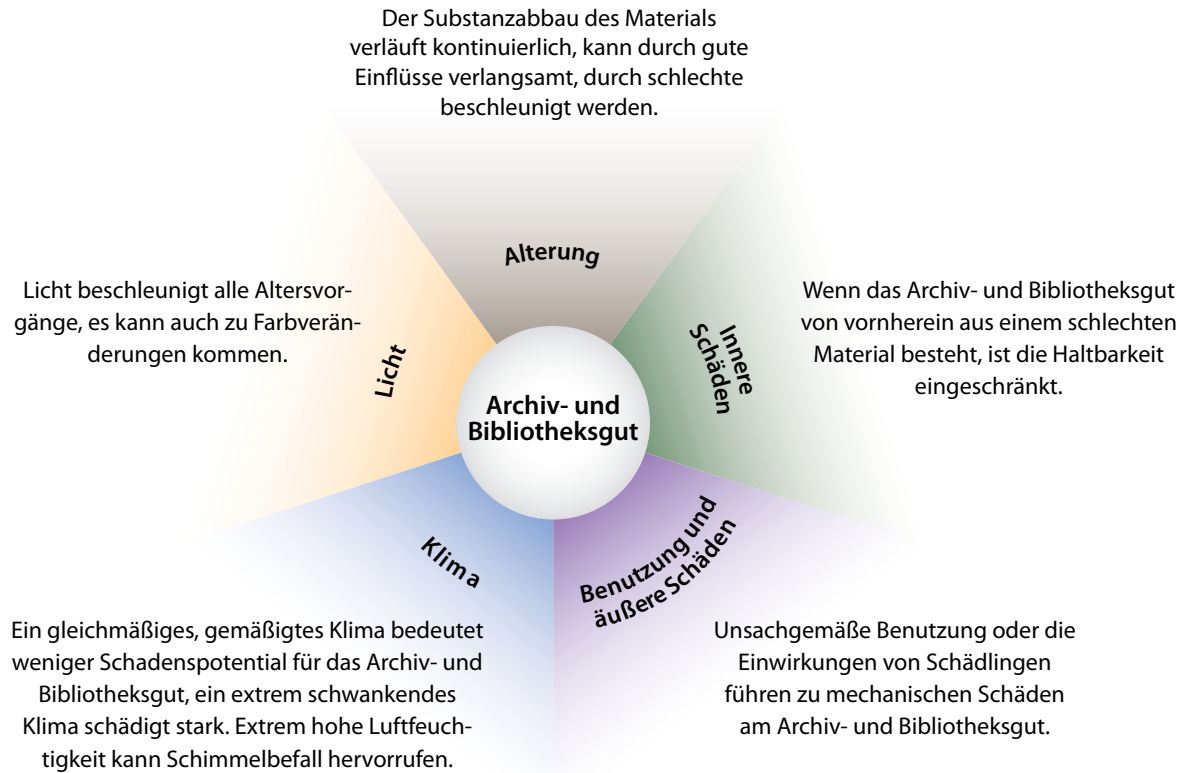 Der Substanzabbau des Materials
verläuft kontinuierlich, kann durch gute
Einflüsse verlangsamt, durch schlechte
beschleunigt werden.
Alterung
Licht beschleunigt alle Altersvor-
gänge, es kann auch zu Farbverän-
derungen kommen.
Licht
Archiv- und
Bibliotheksgut
Innere
Schäden
Wenn das Archiv- und Bibliotheksgut
von vornherein aus einem schlechten
Material besteht, ist die Haltbarkeit
eingeschränkt.
Klima
Ein gleichmäßiges, gemäßigtes Klima bedeutet
weniger Schadenspotential für das Archiv- und
Bibliotheksgut, ein extrem schwankendes
Klima schädigt stark. Extrem hohe Luftfeuch-
tigkeit kann Schimmelbefall hervorrufen.
Benutzung und
äußere Schäden
Unsachgemäße Benutzung oder die
Einwirkungen von Schädlingen
führen zu mechanischen Schäden
am Archiv- und Bibliotheksgut.